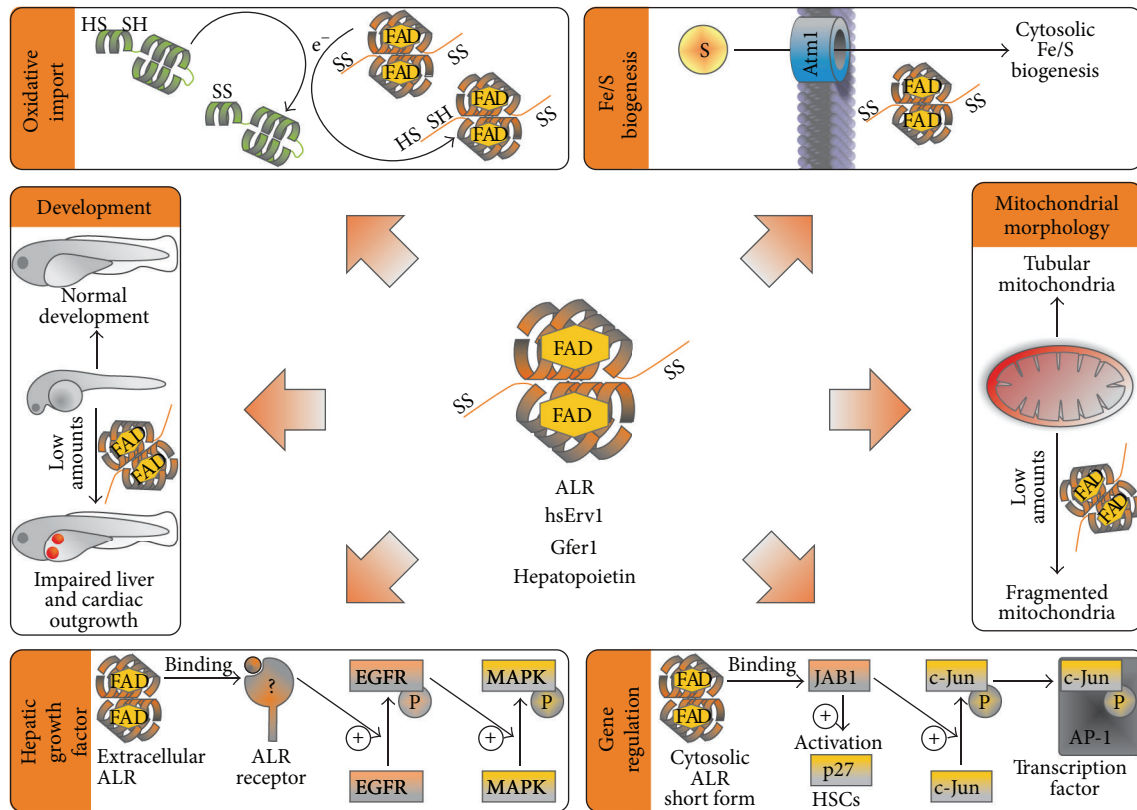 Oxidative
import
HS SH
SS
e−
SS
FAD
FAD
SS
HS SH
FAD
FAD
SS
Fe/S
biogenesis
S
Atm1
Cytosolic
Fe/S
biogenesis
SS
FAD
FAD
SS
Development
Normal
development
Low
amounts
FAD
FAD
Impaired liver
and cardiac
outgrowth
FAD
FAD
SS
SS
ALR
hsErv1
Gfer1
Hepatopoietin
Mitochondrial
morphology
Tubular
mitochondria
Low
amounts
FAD
FAD
Fragmented
mitochondria
Hepatic
growth
factor
FAD
FAD
Extracellular
ALR
Binding
?
ALR
receptor
+
EGFR
P
EGFR
+
MAPK
P
MAPK
Gene
regulation
FAD
FAD
Cytosolic
ALR
short form
Binding
JAB1
+
Activation
p27
HSCs
+
c-Jun
P
c-Jun
c-Jun
P
AP-1
Transcription
factor